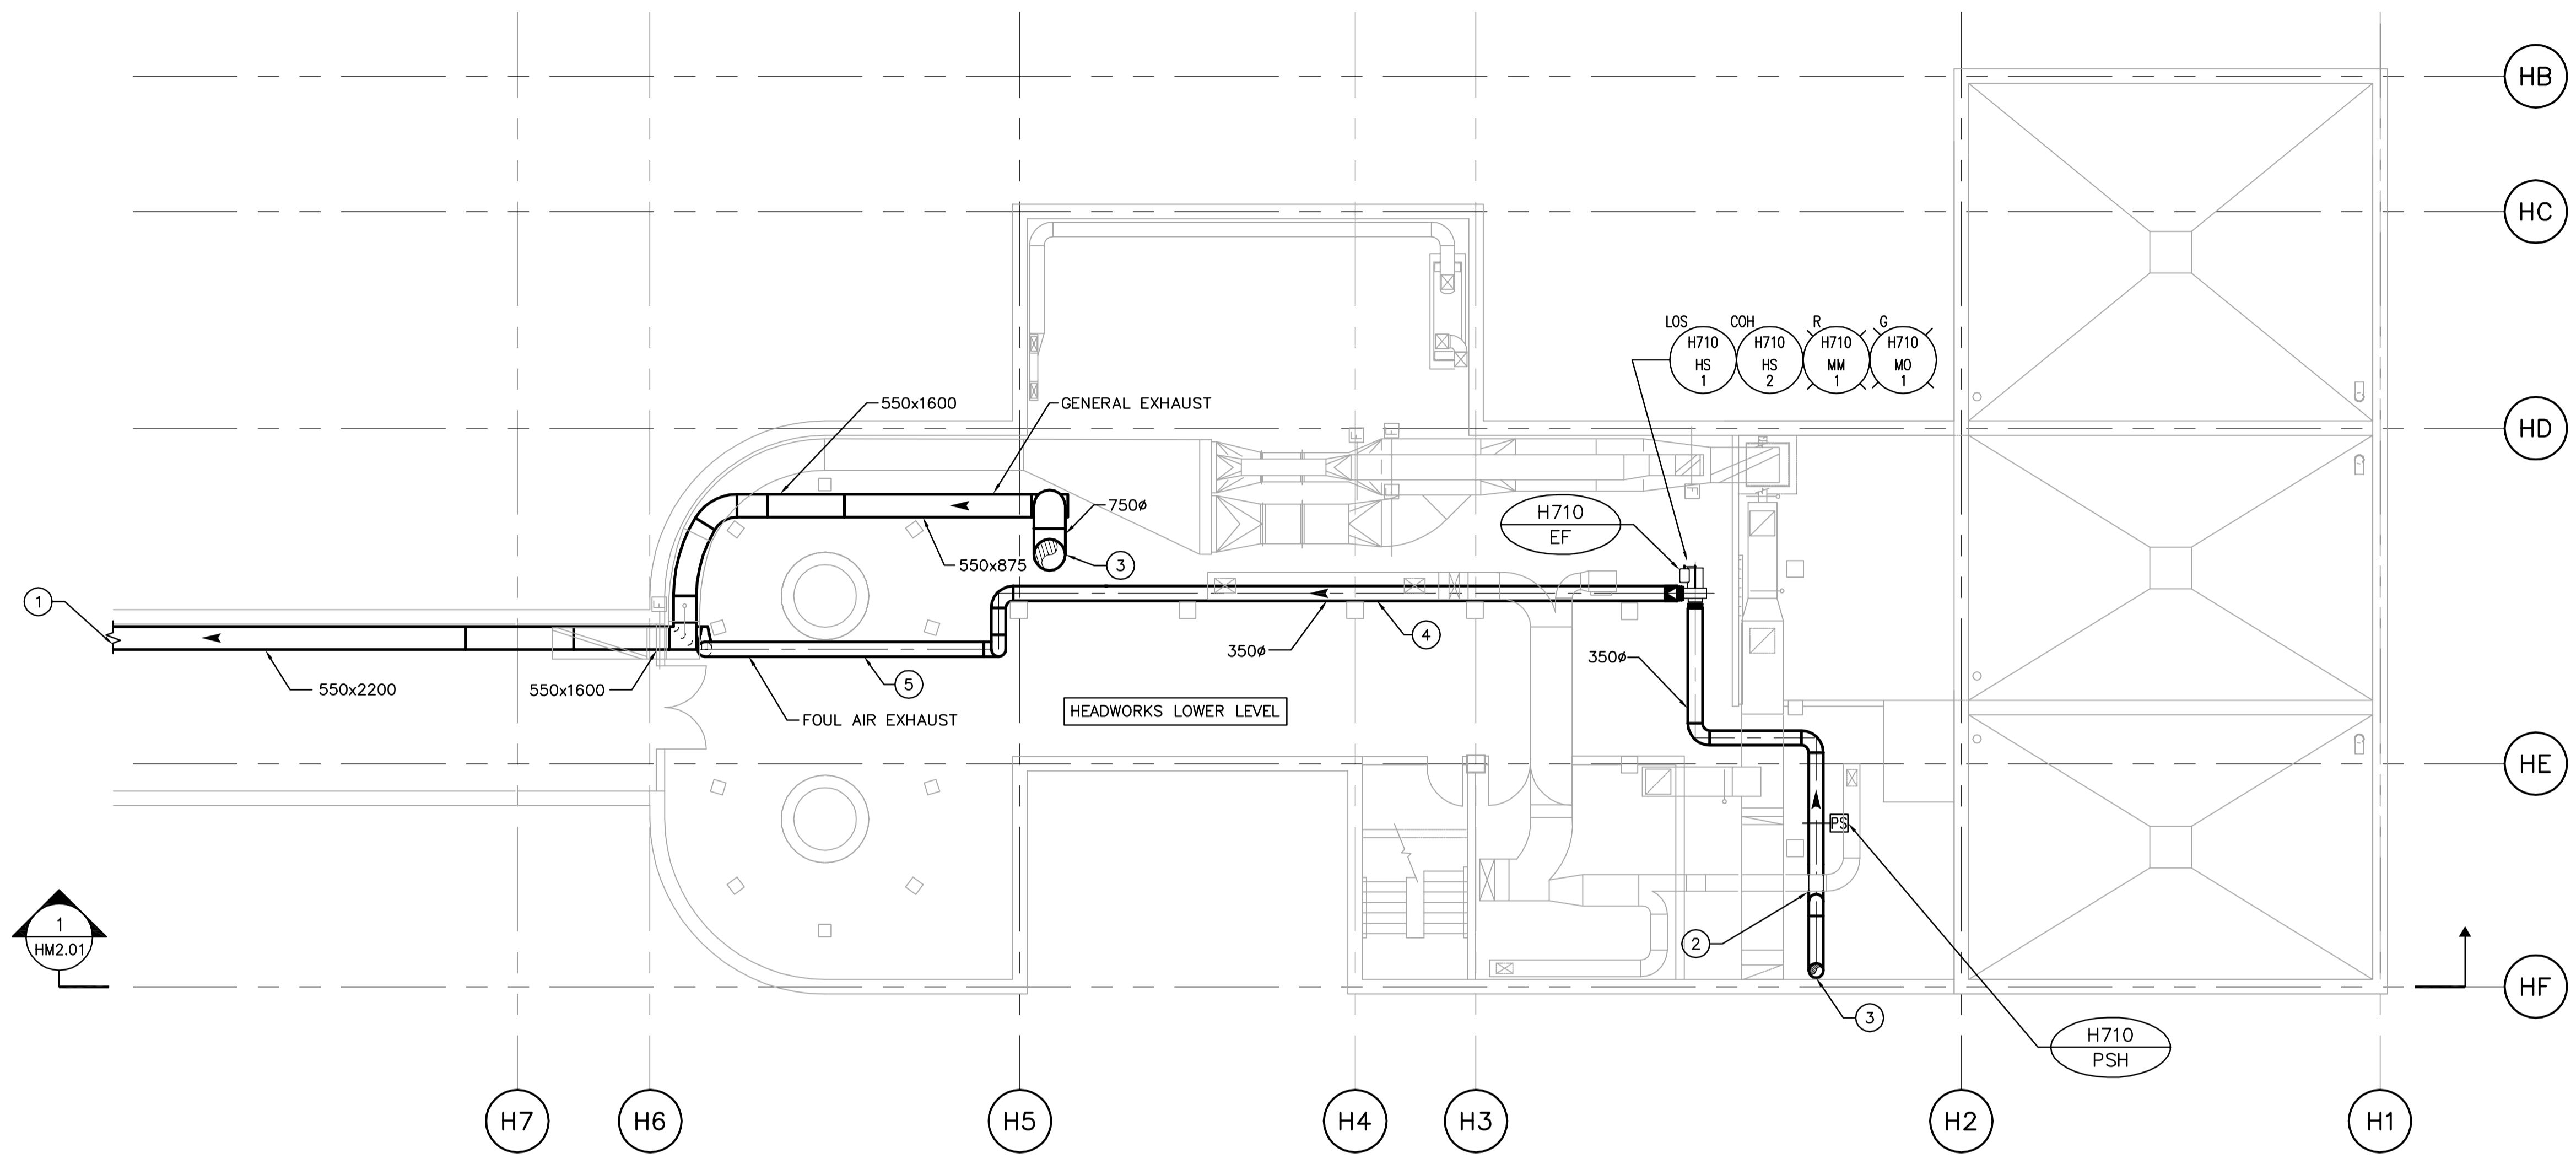 HB
HC
LOS
COH
R
G
H710
HS
1
H710
HS
2
H710
MM
1
H710
MO
1
550x1600
GENERAL EXHAUST
HD
750ø
H710
EF
550x875
3
1
4
350ø
350ø
5
550x2200
550x1600
FOUL AIR EXHAUST
HEADWORKS LOWER LEVEL
HE
PS
1
HM2.01
2
HF
3
H710
PSH
H7
H6
H5
H4
H3
H2
H1